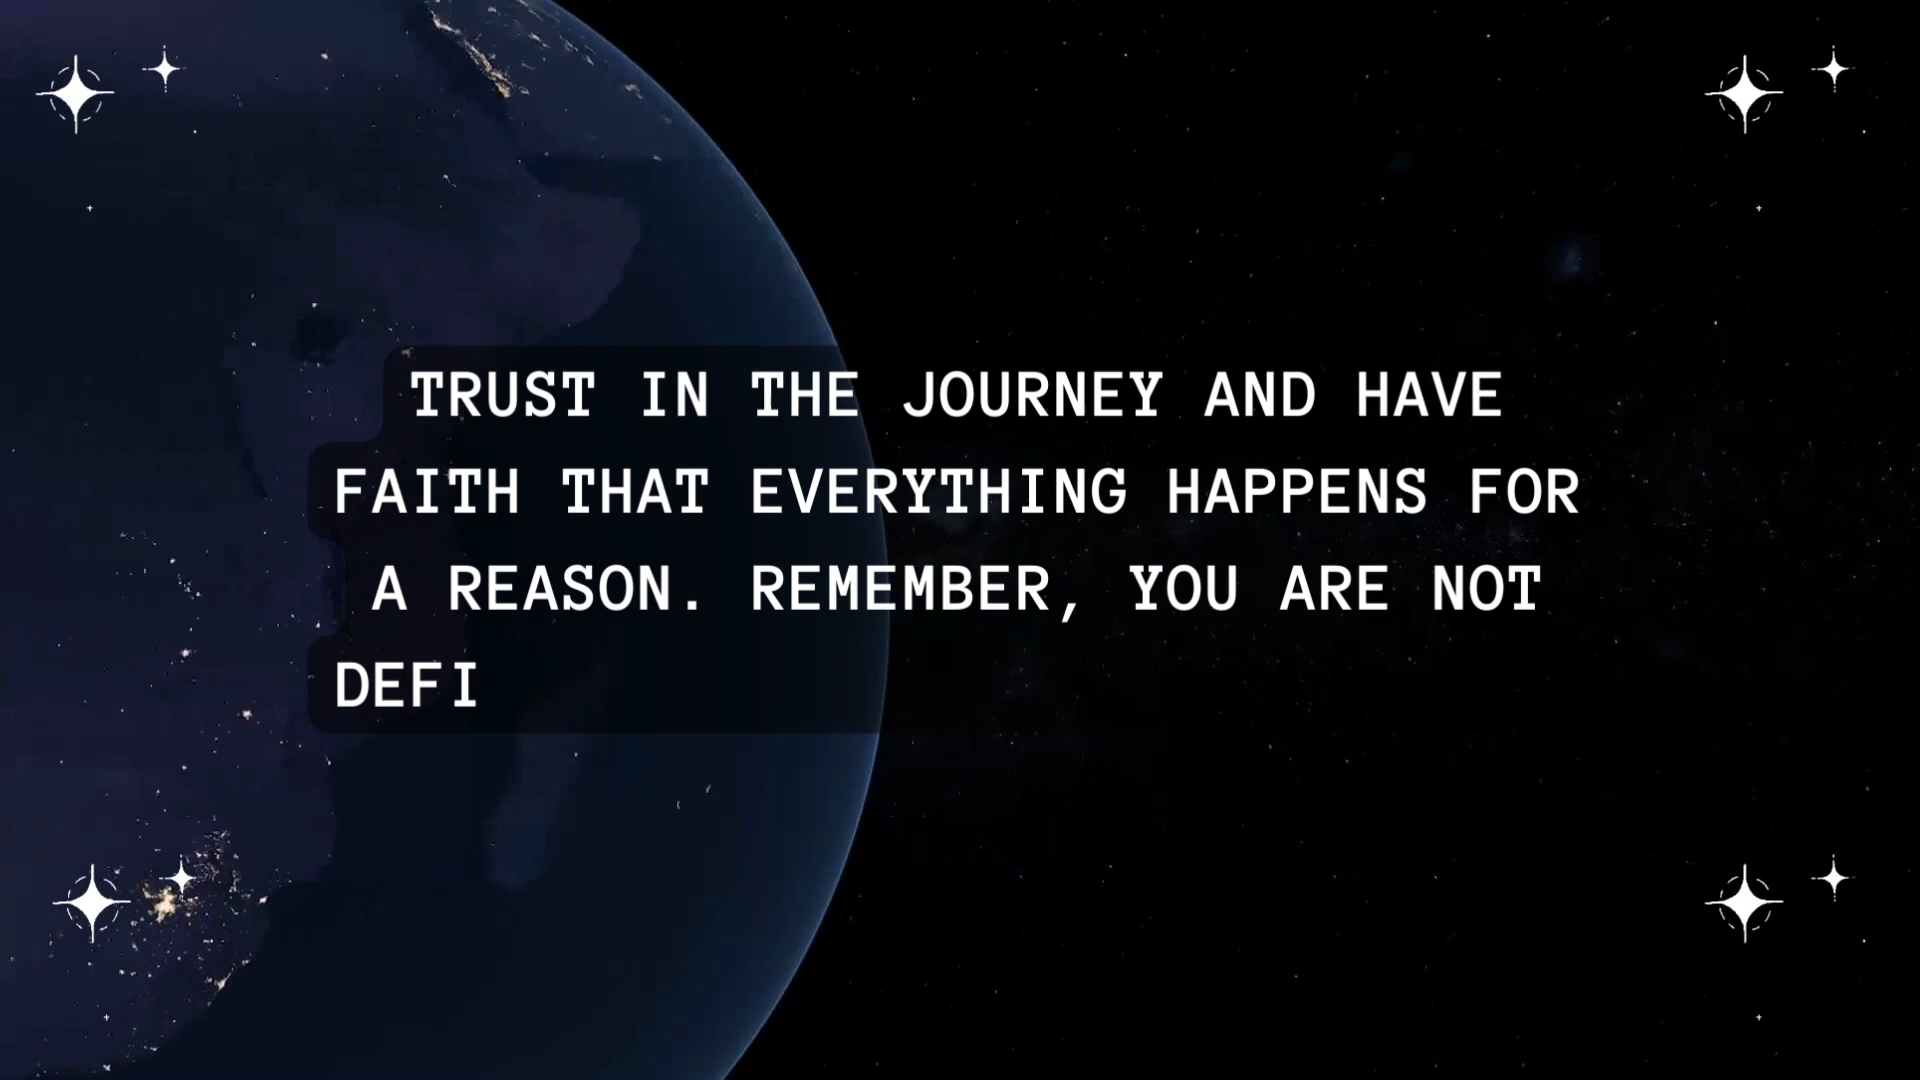 TRUST IN THE JOURNEY AND HAVE
FAITH THAT EVERYTHING HAPPENS FOR
A REASON. REMEMBER, YOU ARE NOT
DEFI